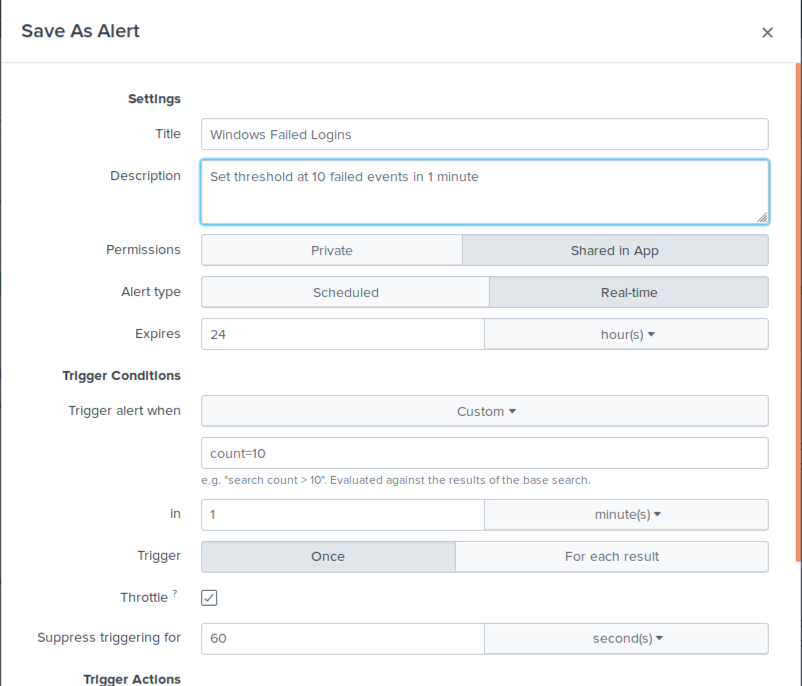 Save As Alert
×
Settings
Title Windows Failed Logins
Description Set threshold at 10 failed events in 1 minute
Permissions Private Shared in App
Alert type Scheduled Real-time
Expires 24 hour(s)
Trigger Conditions
Trigger alert when Custom
count=10
e.g. "search count > 10". Evaluated against the results of the base search.
in 1 minute(s)
Trigger Once For each result
Throttle ?
Suppress triggering for 60 second(s)
Trigger Actions